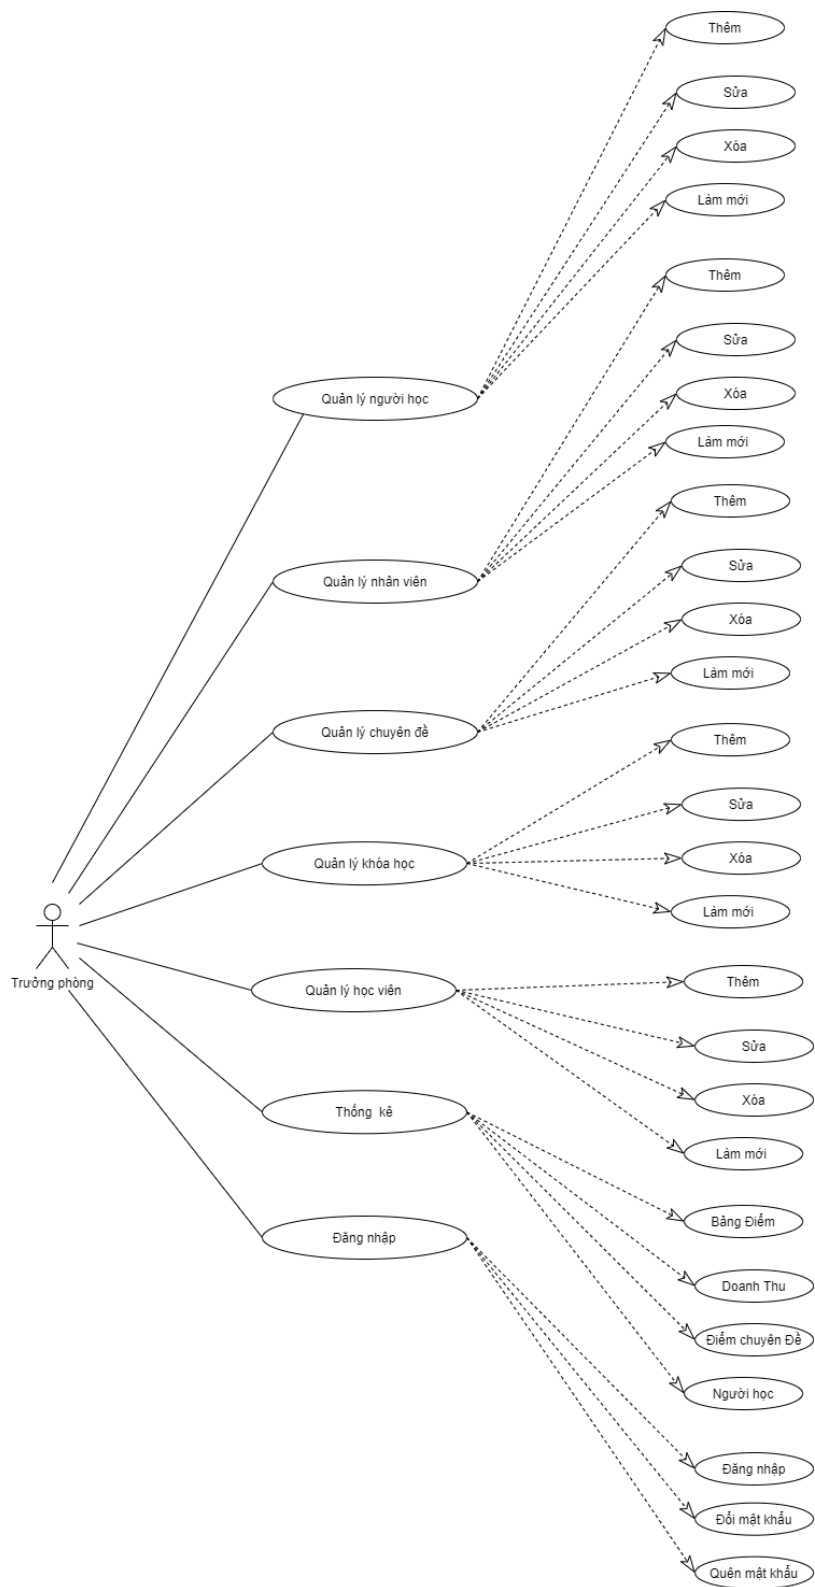 Thêm
Sửa
Xóa
Làm mới
Thêm
Sửa
Quản lý người học
Xóa
Làm mới
Thêm
Sửa
Quản lý nhân viên
Xóa
Làm mới
Quản lý chuyên đề
Thêm
Sửa
Quản lý khóa học
Xóa
Làm mới
Trưởng phòng
Quản lý học viên
Thêm
Sửa
Xóa
Thống kê
Làm mới
Bảng Điểm
Đăng nhập
Doanh Thu
Điểm chuyên Đề
Người học
Đăng nhập
Đổi mật khẩu
Quên mật khẩu